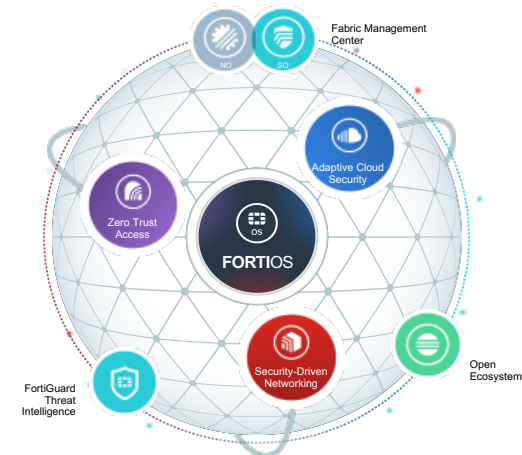 Fabric Management
Center
NO
SO
Adaptive Cloud
Security
Zero Trust
Access
OS
FORTIOS
Security-Driven
Networking
Open
Ecosystem
FortiGuard
Threat
Intelligence